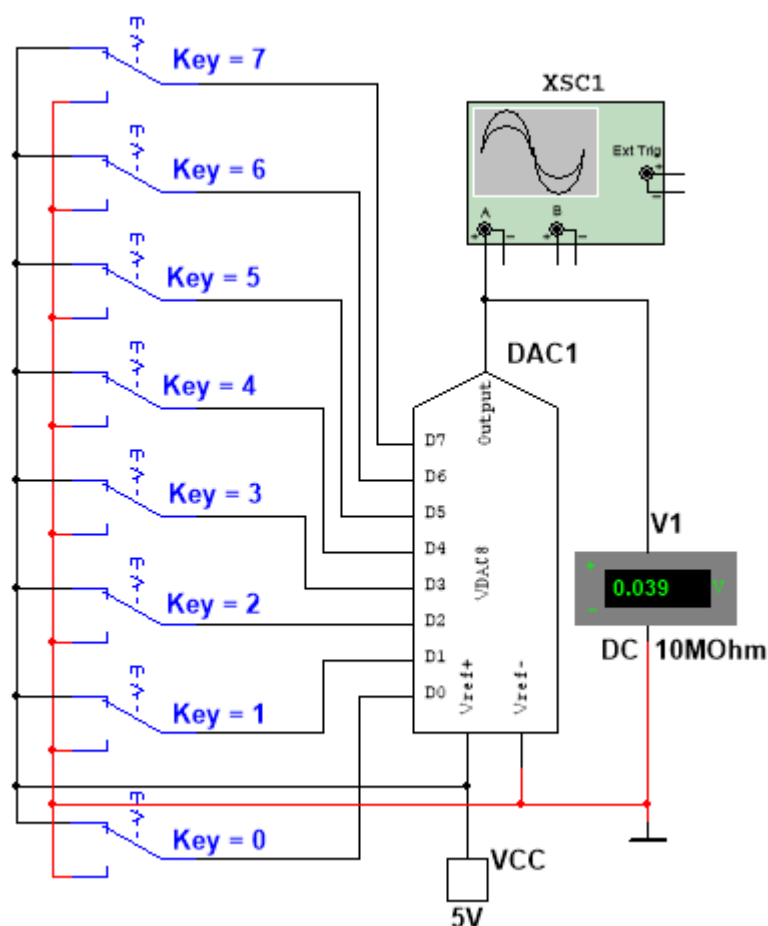 Key = 7
XSC1
Ext Trig
+
−
A
B
+ − + −
Key = 6
Key = 5
DAC1
Key = 4
Output
D7
D6
D5
D4
D3
D2
D1
D0
VDAC8
Vref+
Vref-
Key = 3
V1
+
0.039 V
−
DC 10MOhm
Key = 2
Key = 1
Key = 0
VCC
5V